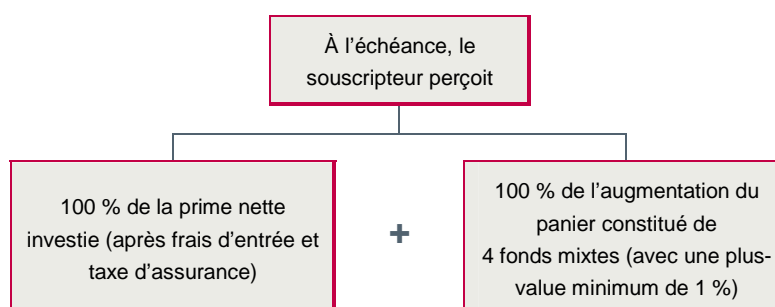 À l’échéance, le
souscripteur perçoit
100 % de la prime nette
investie (après frais d’entrée et
taxe d’assurance)
+
100 % de l’augmentation du
panier constitué de
4 fonds mixtes (avec une plus-
value minimum de 1 %)